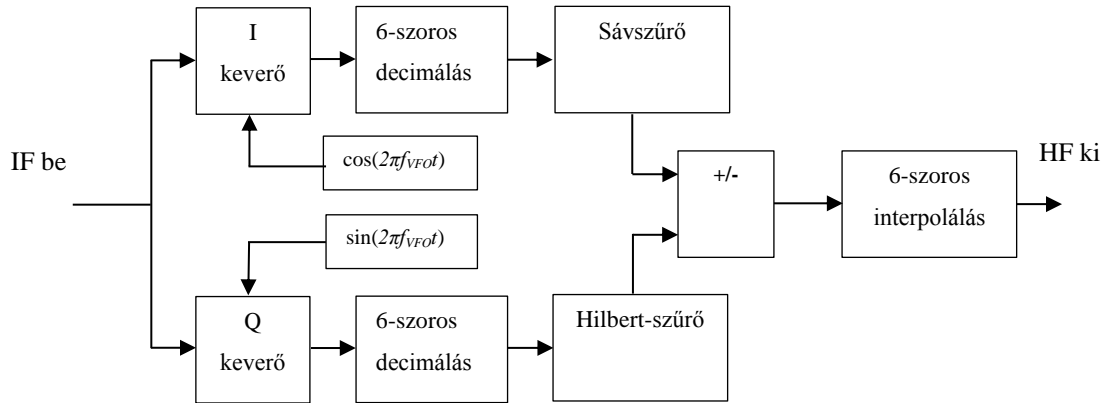 I
keverő
6-szoros
decimálás
Sávszűrő
IF be
cos(2πf_VFO t)
+/-
6-szoros
interpolálás
HF ki
sin(2πf_VFO t)
Q
keverő
6-szoros
decimálás
Hilbert-szűrő